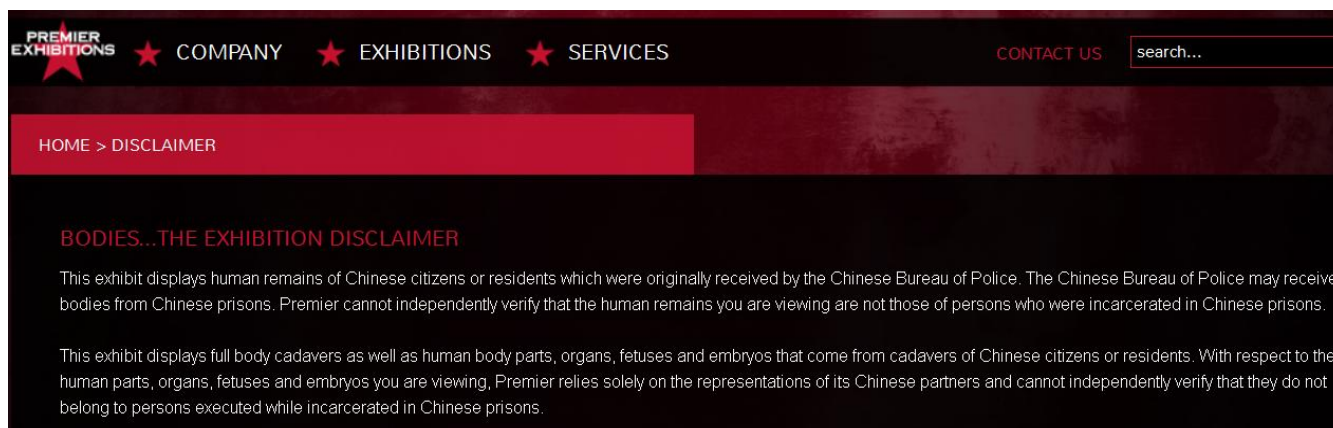 PREMIER
EXHIBITIONS
COMPANY
EXHIBITIONS
SERVICES
CONTACT US
search...
HOME > DISCLAIMER
BODIES...THE EXHIBITION DISCLAIMER
This exhibit displays human remains of Chinese citizens or residents which were originally received by the Chinese Bureau of Police. The Chinese Bureau of Police may receive
bodies from Chinese prisons. Premier cannot independently verify that the human remains you are viewing are not those of persons who were incarcerated in Chinese prisons.
This exhibit displays full body cadavers as well as human body parts, organs, fetuses and embryos that come from cadavers of Chinese citizens or residents. With respect to the
human parts, organs, fetuses and embryos you are viewing, Premier relies solely on the representations of its Chinese partners and cannot independently verify that they do not
belong to persons executed while incarcerated in Chinese prisons.